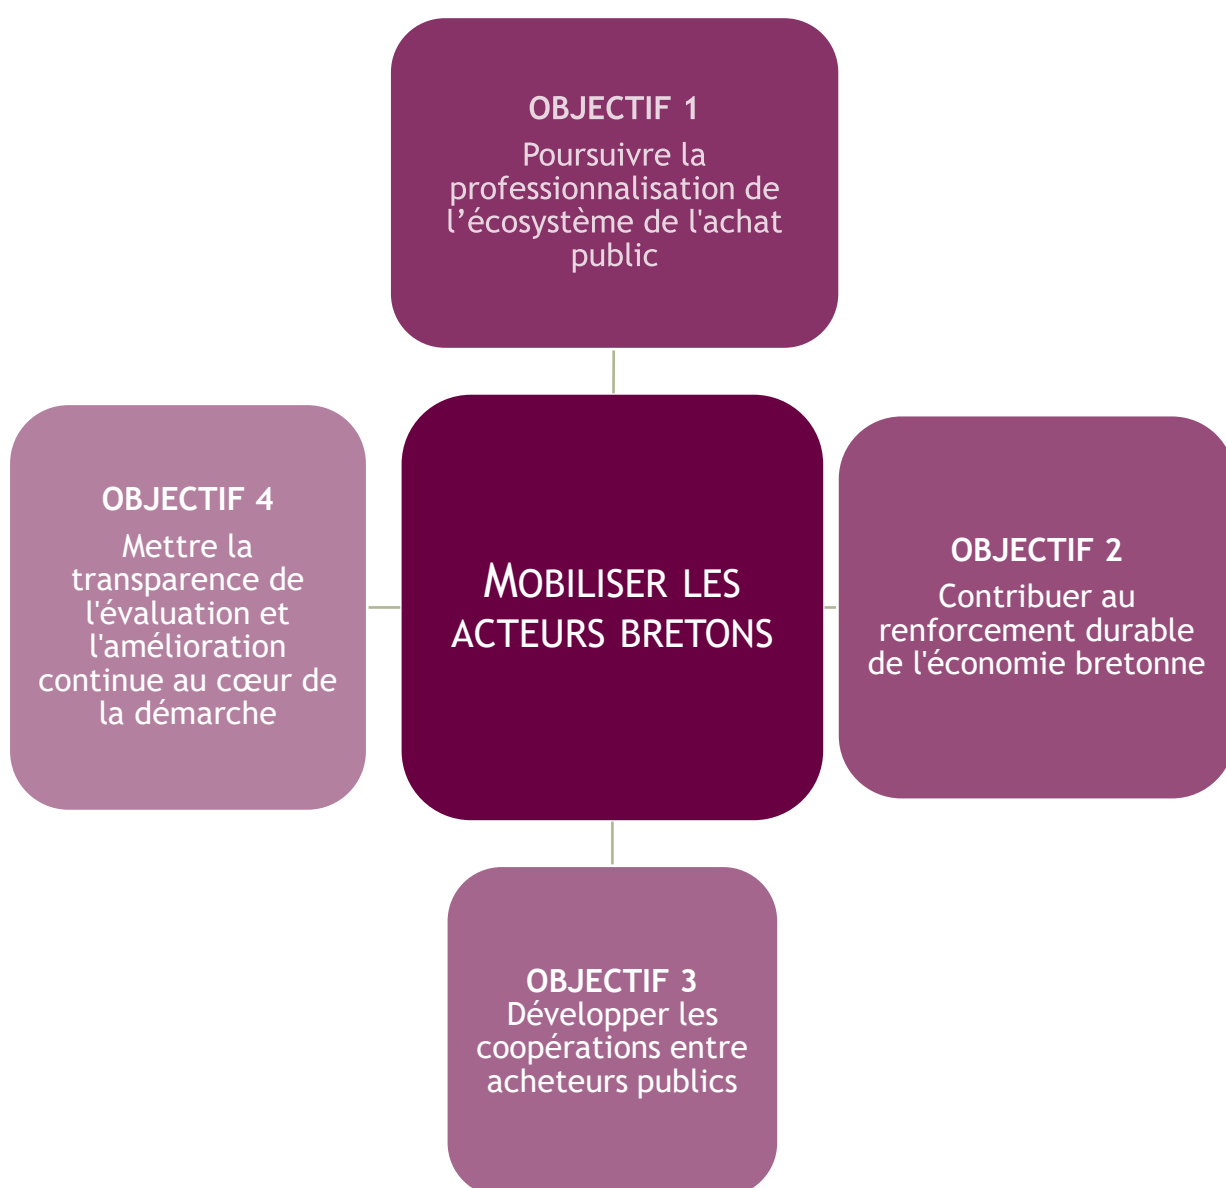 OBJECTIF 1
Poursuivre la
professionnalisation de
l’écosystème de l'achat
public
OBJECTIF 4
Mettre la
transparence de
l'évaluation et
l'amélioration
continue au cœur de
la démarche
MOBILISER LES
ACTEURS BRETONS
OBJECTIF 2
Contribuer au
renforcement durable
de l'économie bretonne
OBJECTIF 3
Développer les
coopérations entre
acheteurs publics